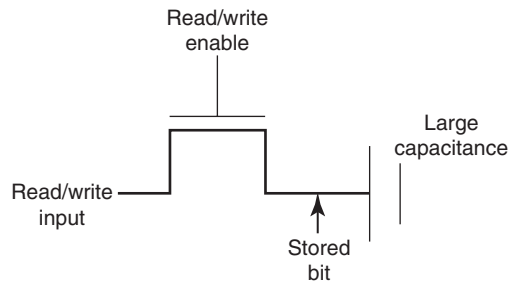 Read/write
enable
Large
capacitance
Read/write
input
Stored
bit